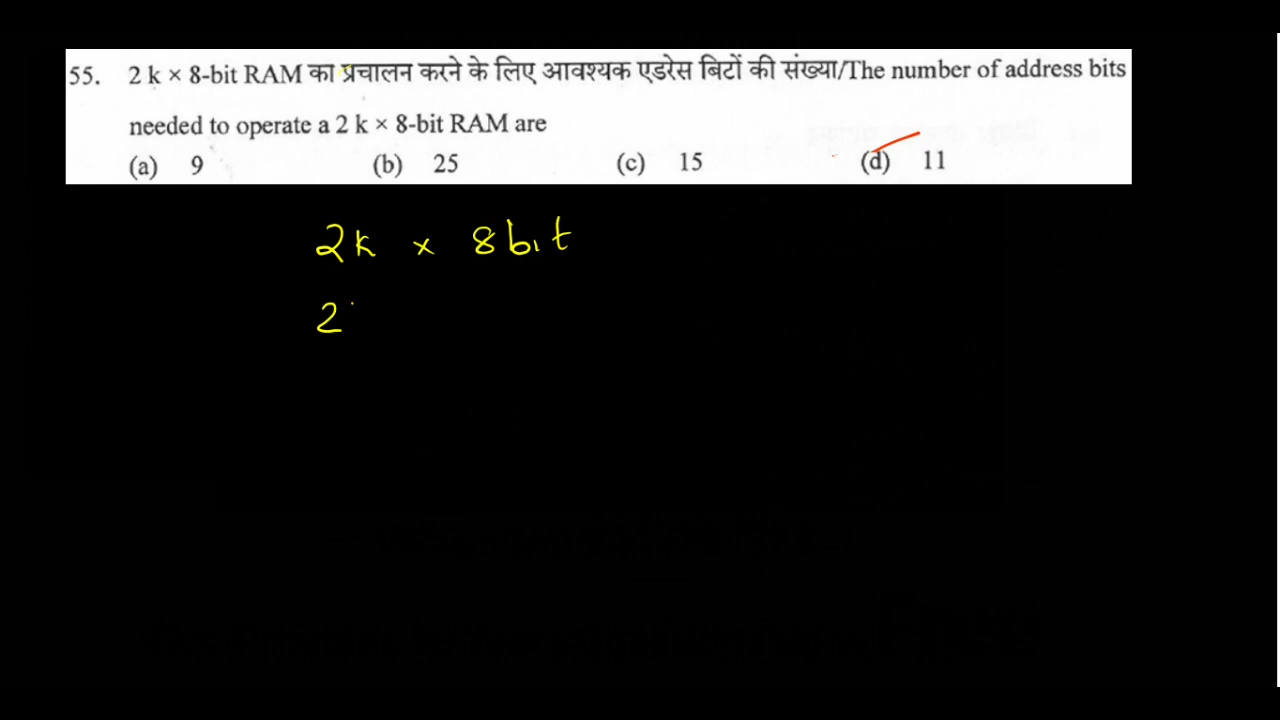 55. 2 k × 8-bit RAM का प्रचालन करने के लिए आवश्यक एडरेस बिटों की संख्या/The number of address bits
needed to operate a 2 k × 8-bit RAM are
(a) 9 (b) 25 (c) 15 (d) 11
2k × 8bit
2